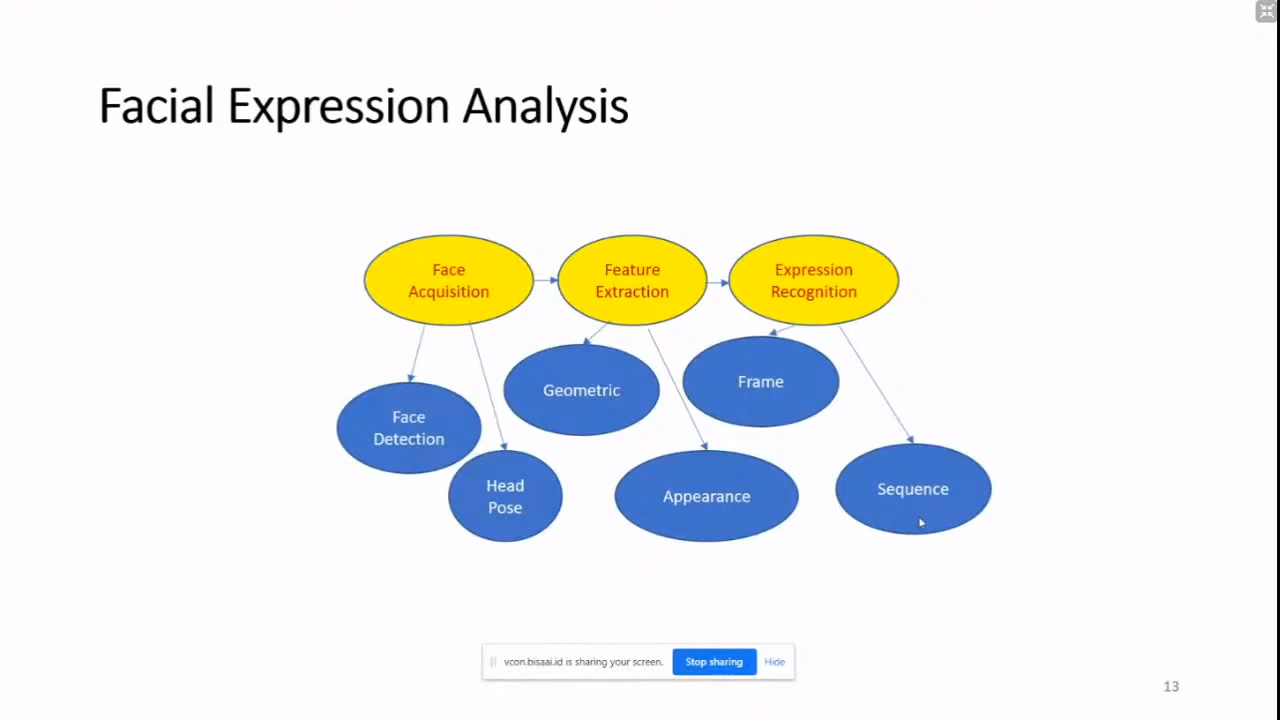 Facial Expression Analysis
Face
Acquisition
Feature
Extraction
Expression
Recognition
Face
Detection
Head
Pose
Geometric
Appearance
Frame
Sequence
vcon.bisaai.id is sharing your screen.
Stop sharing
Hide
13